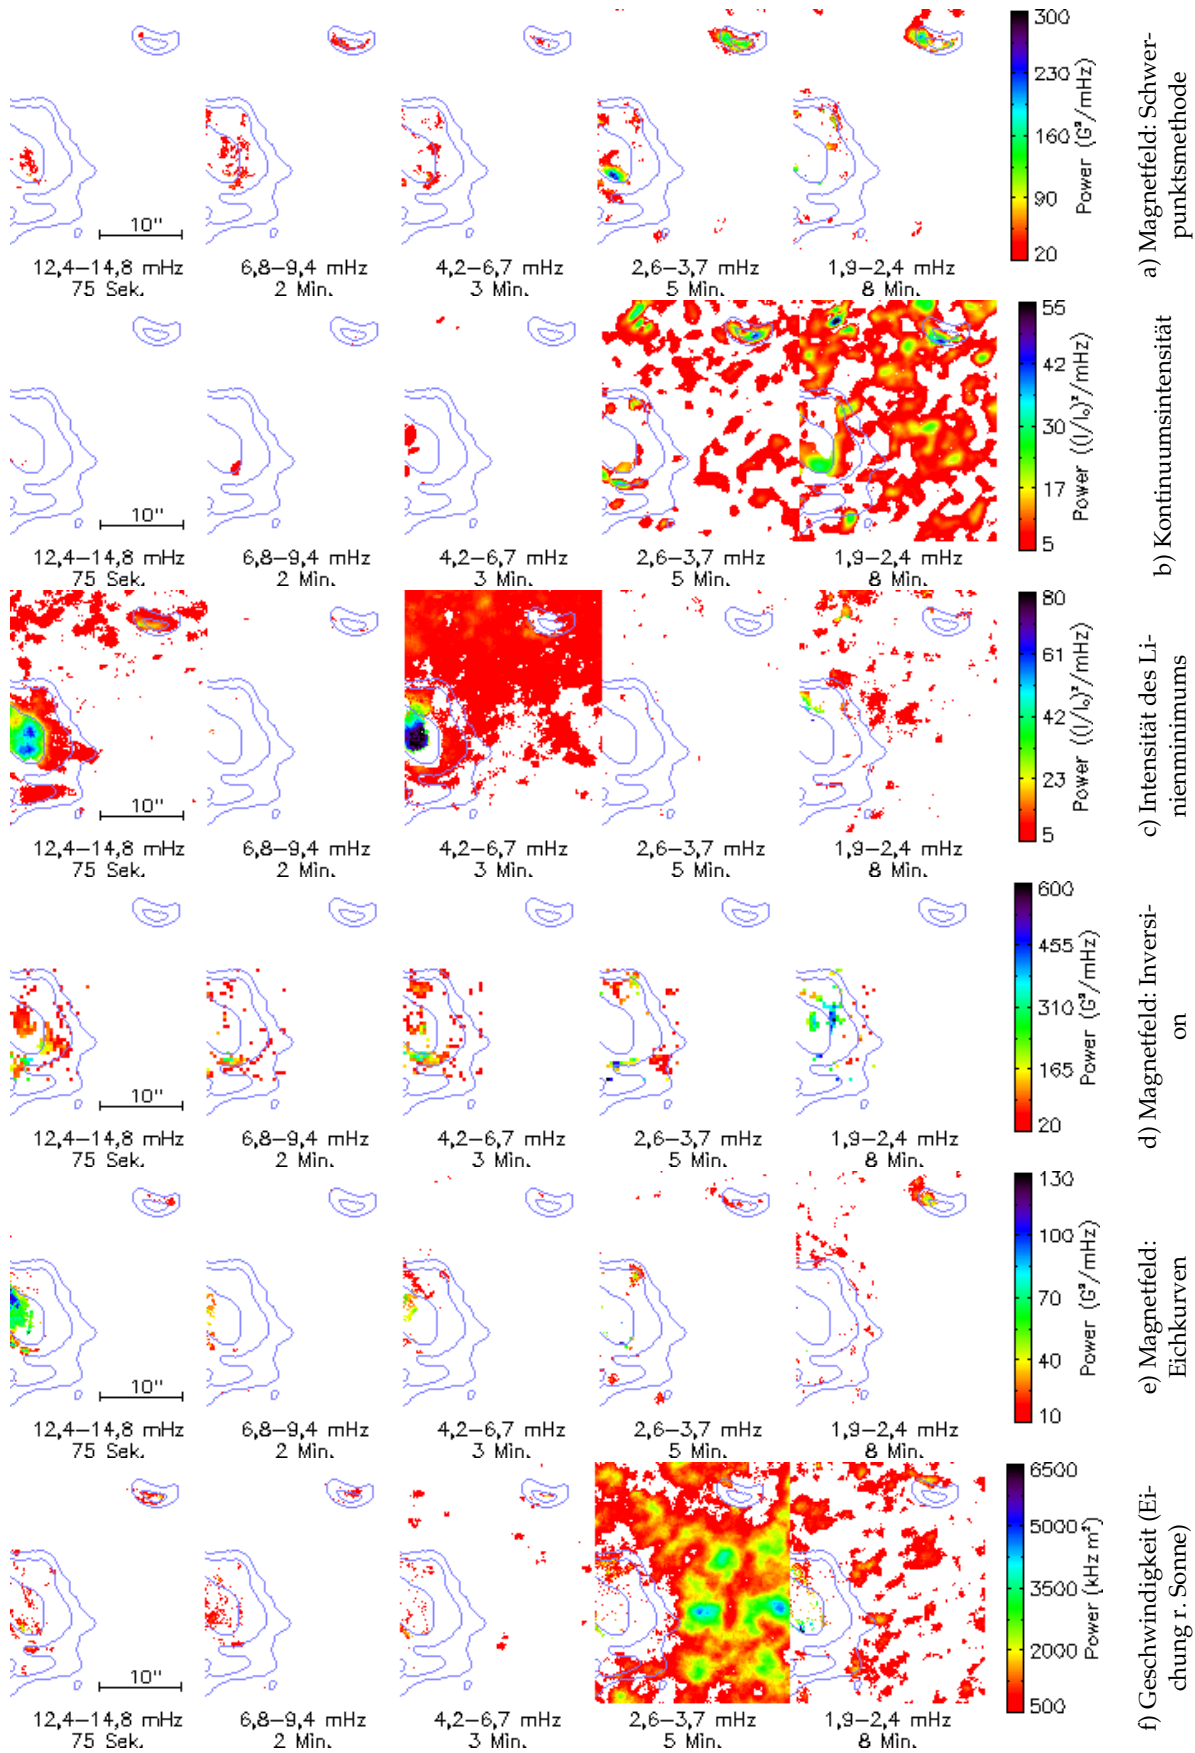 300
230
160
90
20
Power (G²/mHz)
a) Magnetfeld: Schwer-
punktsmethode
10"
12,4–14,8 mHz
75 Sek.
6,8–9,4 mHz
2 Min.
4,2–6,7 mHz
3 Min.
2,6–3,7 mHz
5 Min.
1,9–2,4 mHz
8 Min.
55
42
30
17
5
Power ((I/I₀)²/mHz)
b) Kontinuumsintensität
10"
12,4–14,8 mHz
75 Sek.
6,8–9,4 mHz
2 Min.
4,2–6,7 mHz
3 Min.
2,6–3,7 mHz
5 Min.
1,9–2,4 mHz
8 Min.
80
61
42
23
5
Power ((I/I₀)²/mHz)
c) Intensität des Li-
nienminimums
10"
12,4–14,8 mHz
75 Sek.
6,8–9,4 mHz
2 Min.
4,2–6,7 mHz
3 Min.
2,6–3,7 mHz
5 Min.
1,9–2,4 mHz
8 Min.
600
455
310
165
20
Power (G²/mHz)
d) Magnetfeld: Inversi-
on
10"
12,4–14,8 mHz
75 Sek.
6,8–9,4 mHz
2 Min.
4,2–6,7 mHz
3 Min.
2,6–3,7 mHz
5 Min.
1,9–2,4 mHz
8 Min.
130
100
70
40
10
Power (G²/mHz)
e) Magnetfeld:
Eichkurven
10"
12,4–14,8 mHz
75 Sek.
6,8–9,4 mHz
2 Min.
4,2–6,7 mHz
3 Min.
2,6–3,7 mHz
5 Min.
1,9–2,4 mHz
8 Min.
6500
5000
3500
2000
500
Power (kHz m²)
f) Geschwindigkeit (Ei-
chung r. Sonne)
10"
12,4–14,8 mHz
75 Sek.
6,8–9,4 mHz
2 Min.
4,2–6,7 mHz
3 Min.
2,6–3,7 mHz
5 Min.
1,9–2,4 mHz
8 Min.